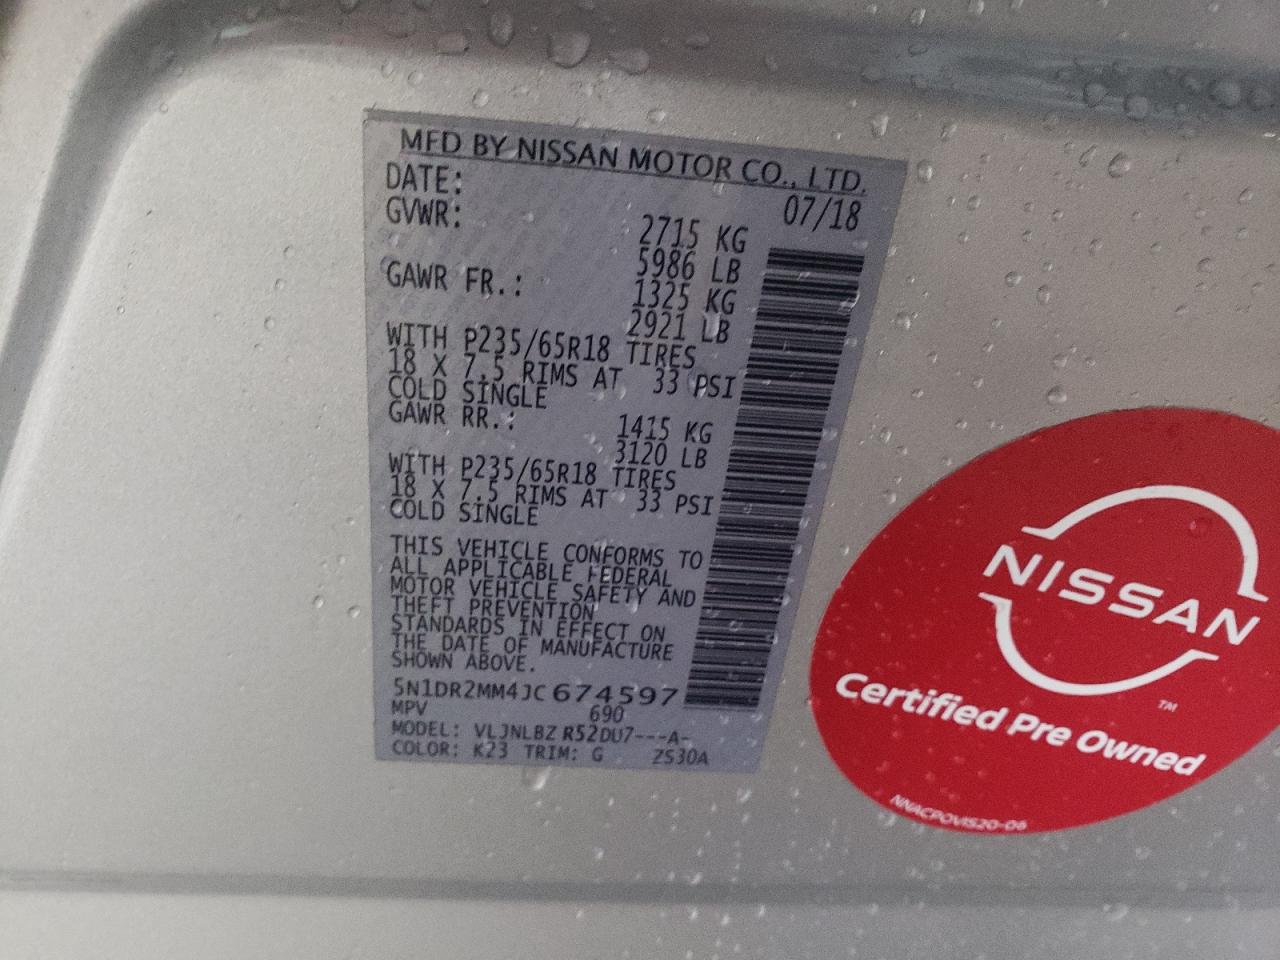 MFD BY NISSAN MOTOR CO., LTD.
DATE: 07/18
GVWR: 2715 KG
5986 LB
GAWR FR.: 1325 KG
2921 LB
WITH P235/65R18 TIRES
18 X 7.5 RIMS AT 33 PSI
COLD SINGLE
GAWR RR.: 1415 KG
3120 LB
WITH P235/65R18 TIRES
18 X 7.5 RIMS AT 33 PSI
COLD SINGLE
THIS VEHICLE CONFORMS TO
ALL APPLICABLE FEDERAL
MOTOR VEHICLE SAFETY AND
THEFT PREVENTION
STANDARDS IN EFFECT ON
THE DATE OF MANUFACTURE
SHOWN ABOVE.
5N1DR2MM4JC674597
MPV 690
MODEL: VLJNLBZ R52DU7---A-
COLOR: K23 TRIM: G ZS30A
NISSAN
TM
Certified Pre Owned
NNACPOVIS20-06